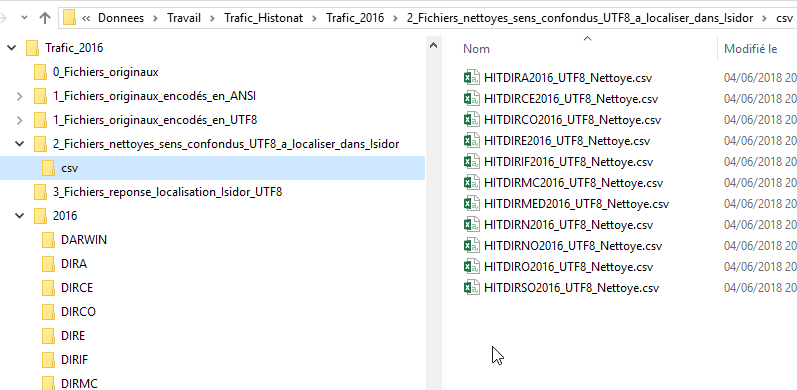 « Donnees > Travail > Trafic_Histonat > Trafic_2016 > 2_Fichiers_nettoyes_sens_confondus_UTF8_a_localiser_dans_Isidor > csv
Trafic_2016
0_Fichiers_originaux
1_Fichiers_originaux_encodés_en_ANSI
1_Fichiers_originaux_encodés_en_UTF8
2_Fichiers_nettoyes_sens_confondus_UTF8_a_localiser_dans_Isidor
csv
3_Fichiers_reponse_localisation_Isidor_UTF8
2016
DARWIN
DIRA
DIRCE
DIRCO
DIRE
DIRIF
DIRMC
Nom Modifié le
HITDIRA2016_UTF8_Nettoye.csv 04/06/2018 20
HITDIRCE2016_UTF8_Nettoye.csv 04/06/2018 20
HITDIRCO2016_UTF8_Nettoye.csv 04/06/2018 20
HITDIRE2016_UTF8_Nettoye.csv 04/06/2018 20
HITDIRIF2016_UTF8_Nettoye.csv 04/06/2018 20
HITDIRMC2016_UTF8_Nettoye.csv 04/06/2018 20
HITDIRMED2016_UTF8_Nettoye.csv 04/06/2018 20
HITDIRN2016_UTF8_Nettoye.csv 04/06/2018 20
HITDIRNO2016_UTF8_Nettoye.csv 04/06/2018 20
HITDIRO2016_UTF8_Nettoye.csv 04/06/2018 20
HITDIRSO2016_UTF8_Nettoye.csv 04/06/2018 20